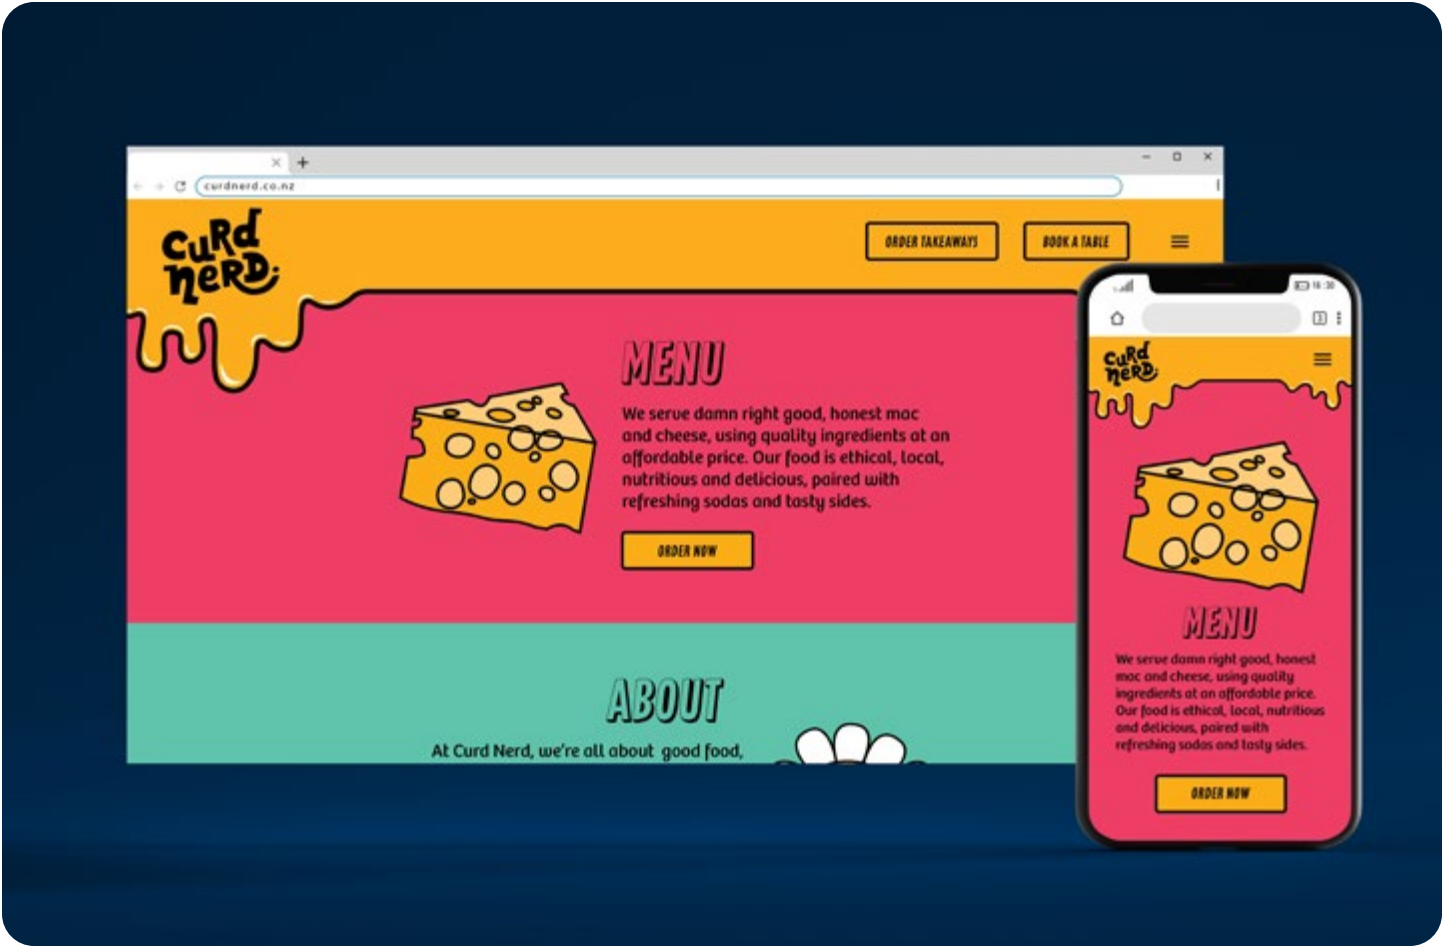 curdnerd.co.nz
CURD
NERD
ORDER TAKEAWAYS
BOOK A TABLE
MENU
We serve damn right good, honest mac
and cheese, using quality ingredients at an
affordable price. Our food is ethical, local,
nutritious and delicious, paired with
refreshing sodas and tasty sides.
ORDER NOW
ABOUT
At Curd Nerd, we're all about good food,
16:30
3
CURD
NERD
MENU
We serve damn right good, honest
mac and cheese, using quality
ingredients at an affordable price.
Our food is ethical, local, nutritious
and delicious, paired with
refreshing sodas and tasty sides.
ORDER NOW